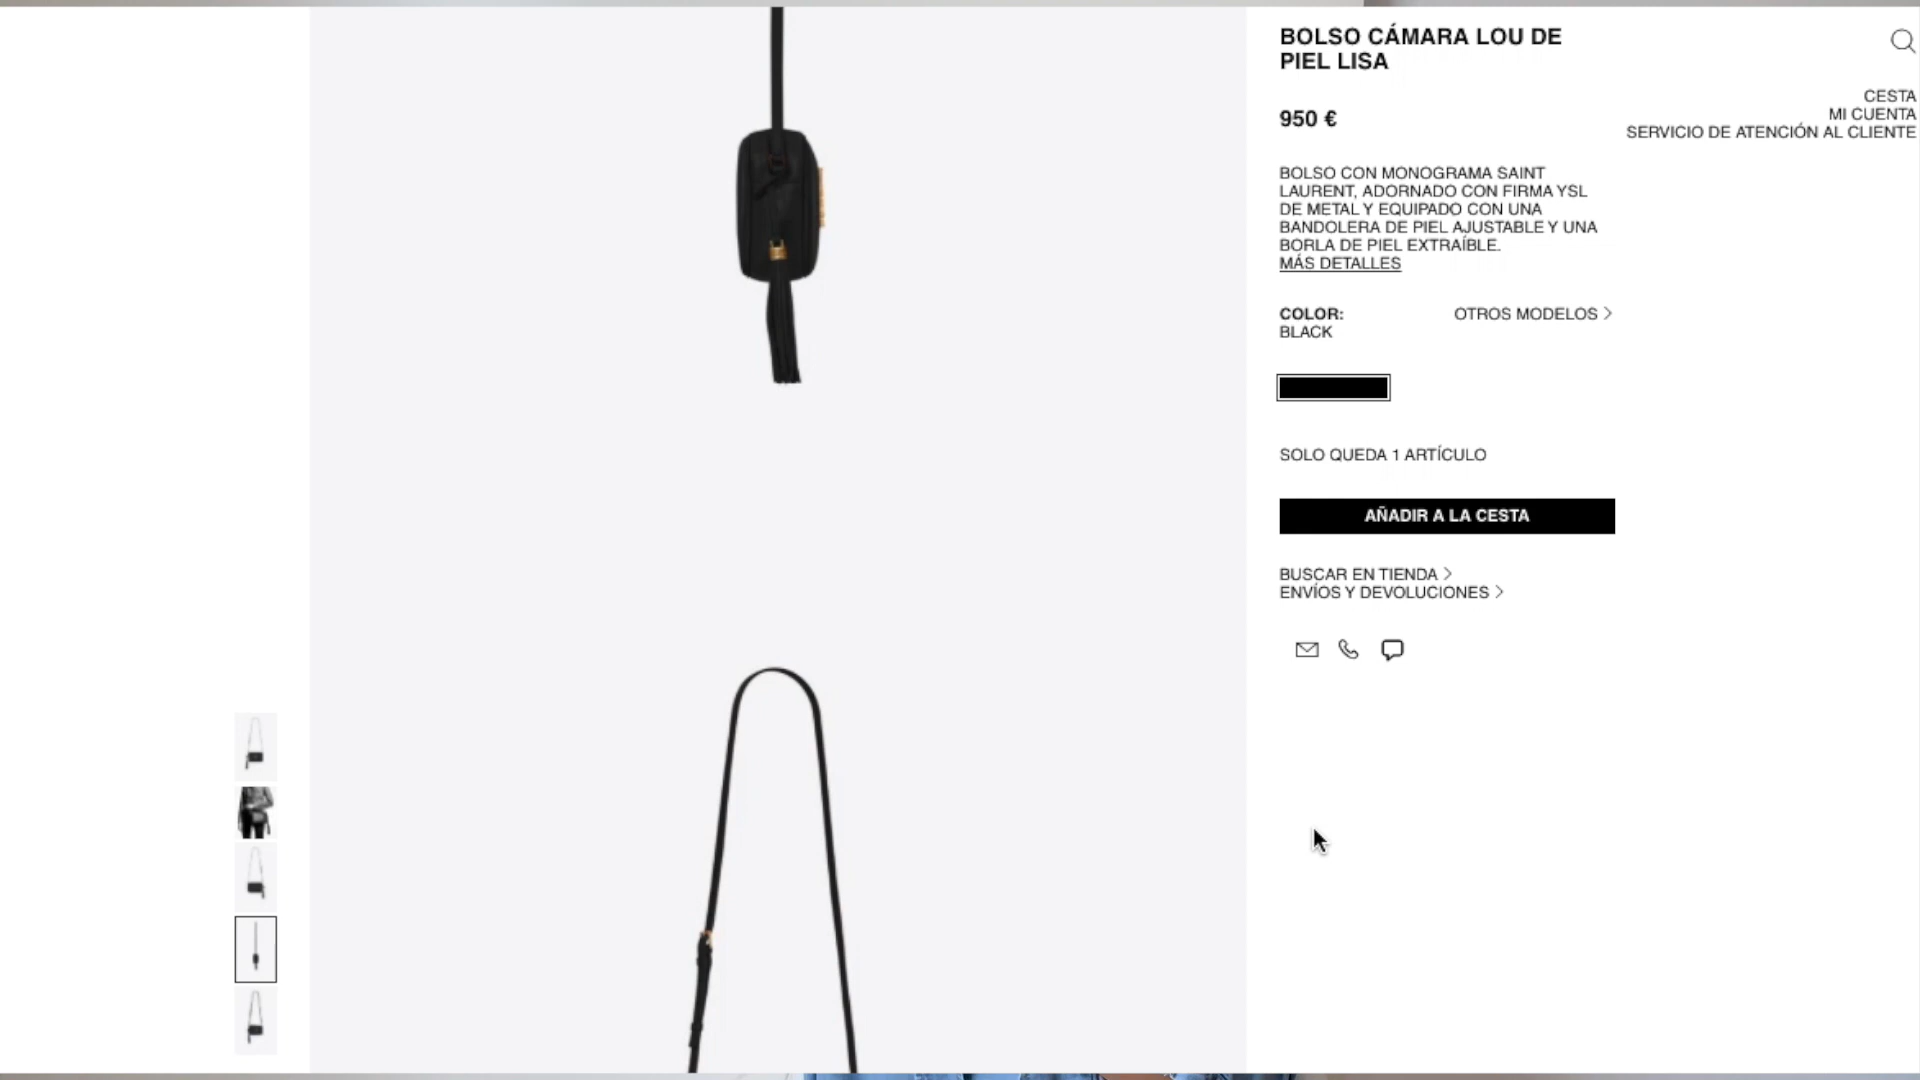 BOLSO CÁMARA LOU DE
PIEL LISA
950 €
CESTA
MI CUENTA
SERVICIO DE ATENCIÓN AL CLIENTE
BOLSO CON MONOGRAMA SAINT
LAURENT, ADORNADO CON FIRMA YSL
DE METAL Y EQUIPADO CON UNA
BANDOLERA DE PIEL AJUSTABLE Y UNA
BORLA DE PIEL EXTRAÍBLE.
MÁS DETALLES
COLOR:
OTROS MODELOS >
BLACK
SOLO QUEDA 1 ARTÍCULO
AÑADIR A LA CESTA
BUSCAR EN TIENDA >
ENVÍOS Y DEVOLUCIONES >